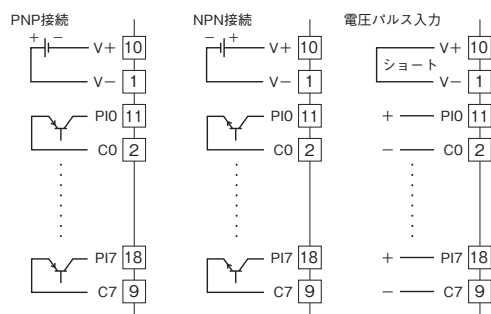 PNP接続
+ −
V+ 10
V− 1
PI0 11
C0 2
PI7 18
C7 9
NPN接続
− +
V+ 10
V− 1
PI0 11
C0 2
PI7 18
C7 9
電圧パルス入力
V+ 10
ショート
V− 1
+ PI0 11
− C0 2
+ PI7 18
− C7 9